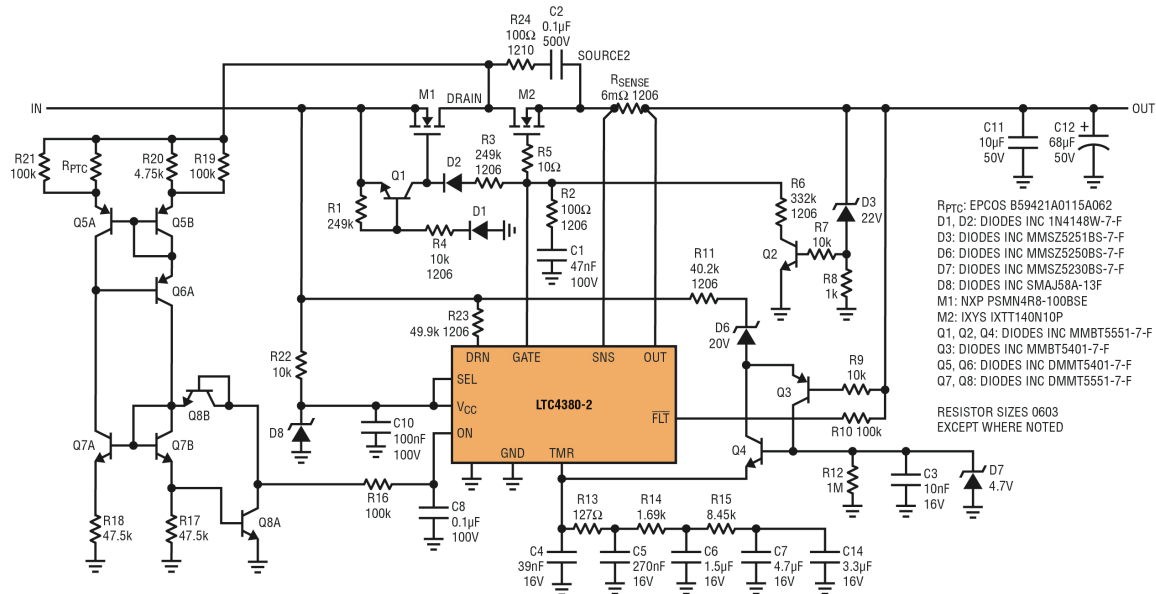 R24
100Ω
1210
C2
0.1µF
500V
SOURCE2
IN
M1
DRAIN
M2
RSENSE
6mΩ 1206
OUT
R21
100k
RPTC
R20
4.75k
R19
100k
Q5A
Q5B
Q6A
R1
249k
Q1
D2
R3
249k
1206
R5
10Ω
R2
100Ω
1206
C1
47nF
100V
R4
10k
1206
D1
R6
332k
1206
Q2
R7
10k
R8
1k
D3
22V
C11
10µF
50V
C12
68µF
50V
+
R11
40.2k
1206
D6
20V
R23
49.9k 1206
R22
10k
D8
C10
100nF
100V
DRN
GATE
SNS
OUT
SEL
VCC
ON
LTC4380-2
FLT
GND
TMR
Q3
R9
10k
R10 100k
Q4
R12
1M
C3
10nF
16V
D7
4.7V
Q8B
Q7A
Q7B
R18
47.5k
R17
47.5k
Q8A
R16
100k
C8
0.1µF
100V
R13
127Ω
R14
1.69k
R15
8.45k
C4
39nF
16V
C5
270nF
16V
C6
1.5µF
16V
C7
4.7µF
16V
C14
3.3µF
16V
RPTC: EPCOS B59421A0115A062
D1, D2: DIODES INC 1N4148W-7-F
D3: DIODES INC MMSZ5251BS-7-F
D6: DIODES INC MMSZ5250BS-7-F
D7: DIODES INC MMSZ5230BS-7-F
D8: DIODES INC SMAJ58A-13F
M1: NXP PSMN4R8-100BSE
M2: IXYS IXTT140N10P
Q1, Q2, Q4: DIODES INC MMBT5551-7-F
Q3: DIODES INC MMBT5401-7-F
Q5, Q6: DIODES INC DMMT5401-7-F
Q7, Q8: DIODES INC DMMT5551-7-F
RESISTOR SIZES 0603
EXCEPT WHERE NOTED